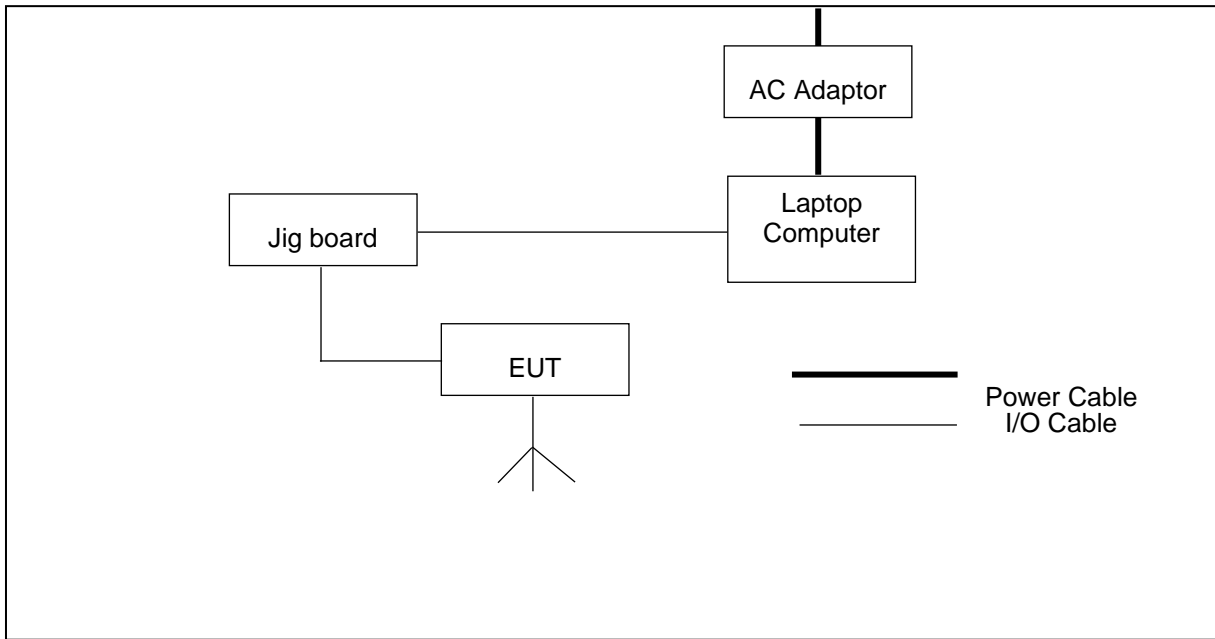 AC Adaptor
Laptop
Computer
Jig board
EUT
Power Cable
I/O Cable